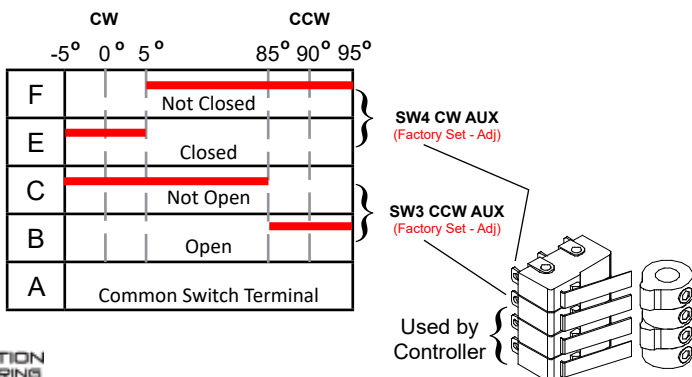 CW CCW
-5° 0° 5° 85° 90° 95°
F Not Closed
E Closed
C Not Open
B Open
A Common Switch Terminal
SW4 CW AUX
(Factory Set - Adj)
SW3 CCW AUX
(Factory Set - Adj)
Used by
Controller